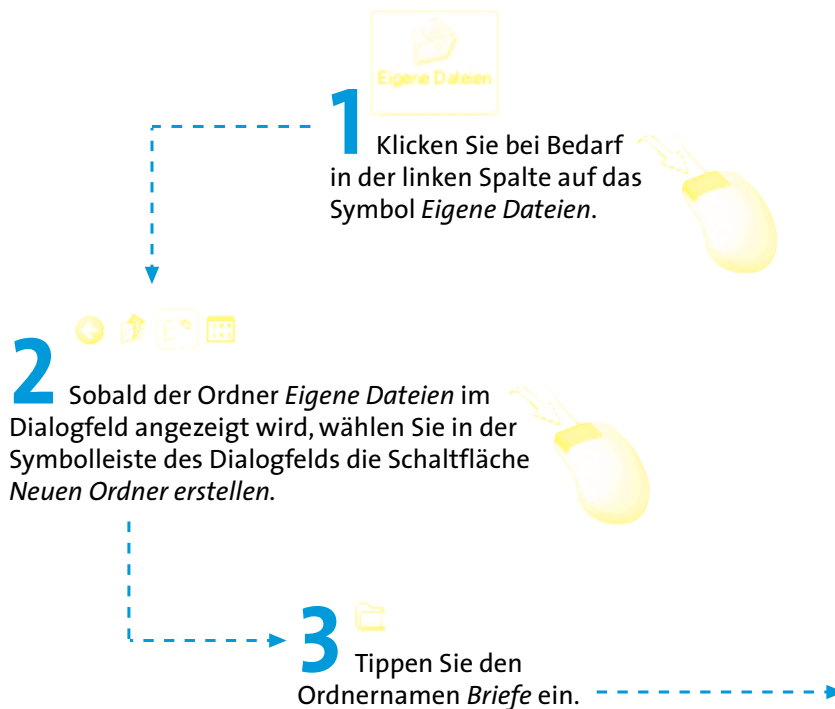 Eigene Dateien
1
Klicken Sie bei Bedarf
in der linken Spalte auf das
Symbol Eigene Dateien.
2
Sobald der Ordner Eigene Dateien im
Dialogfeld angezeigt wird, wählen Sie in der
Symbolleiste des Dialogfelds die Schaltfläche
Neuen Ordner erstellen.
3
Tippen Sie den
Ordnernamen Briefe ein.